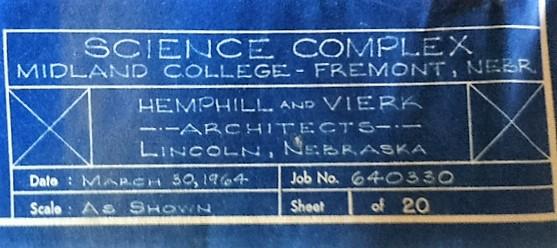 SCIENCE COMPLEX
MIDLAND COLLEGE - FREMONT, NEBR.
HEMPHILL AND VIERK
—·—ARCHITECTS—·—
LINCOLN, NEBRASKA
Date : MARCH 30, 1964 Job No. 640330
Scale : AS SHOWN Sheet 1 of 20